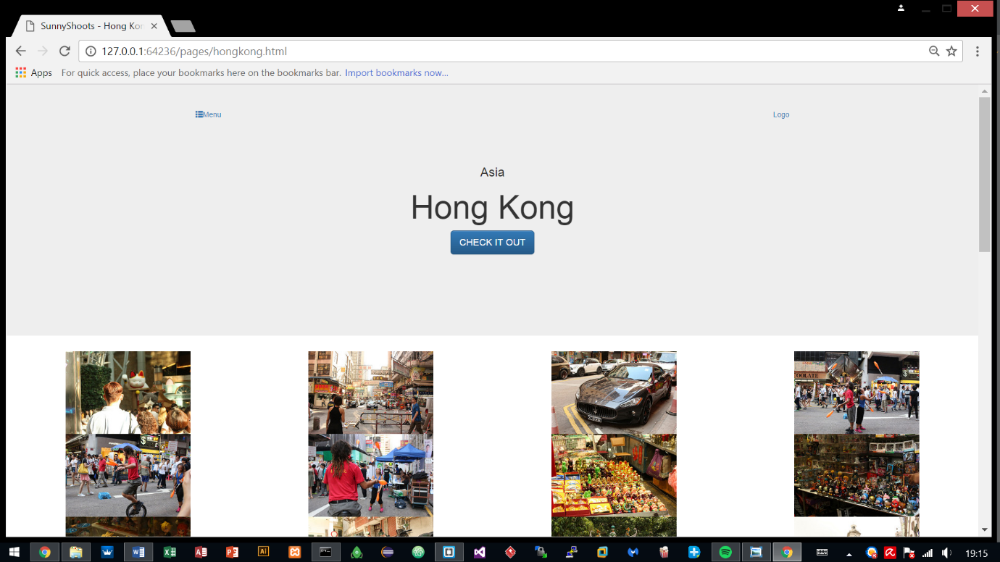 SunnyShoots - Hong Kon
127.0.0.1:64236/pages/hongkong.html
Apps For quick access, place your bookmarks here on the bookmarks bar. Import bookmarks now...
Menu Logo
Asia
Hong Kong
CHECK IT OUT
19:15